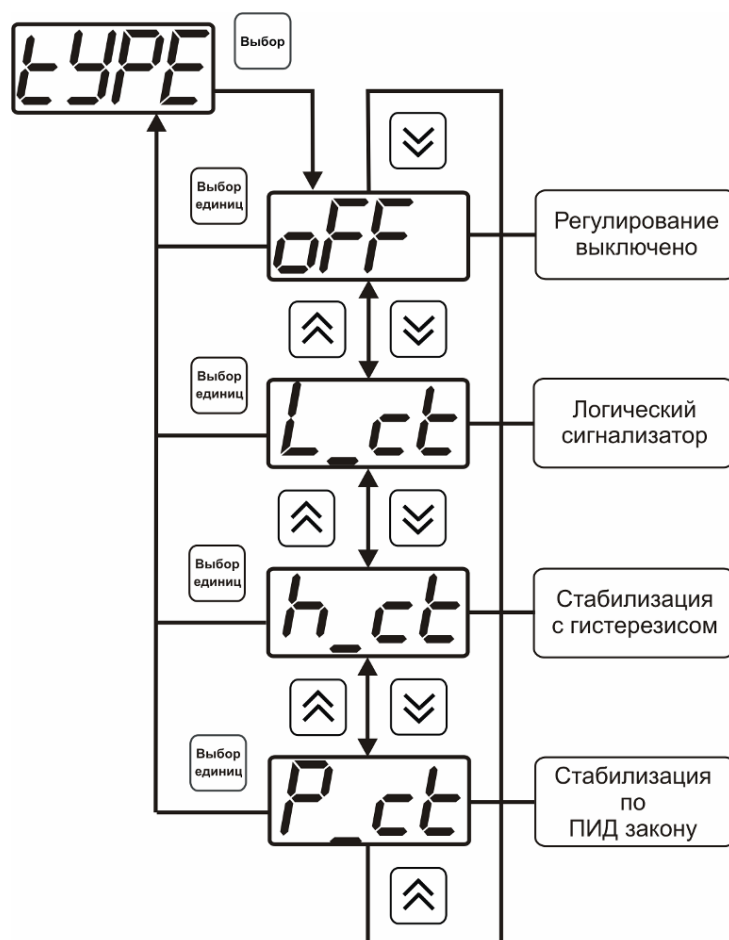 tYPE
Выбор
Выбор
единиц
oFF
Регулирование
выключено
Выбор
единиц
L_ct
Логический
сигнализатор
Выбор
единиц
h_ct
Стабилизация
с гистерезисом
Выбор
единиц
P_ct
Стабилизация
по
ПИД закону